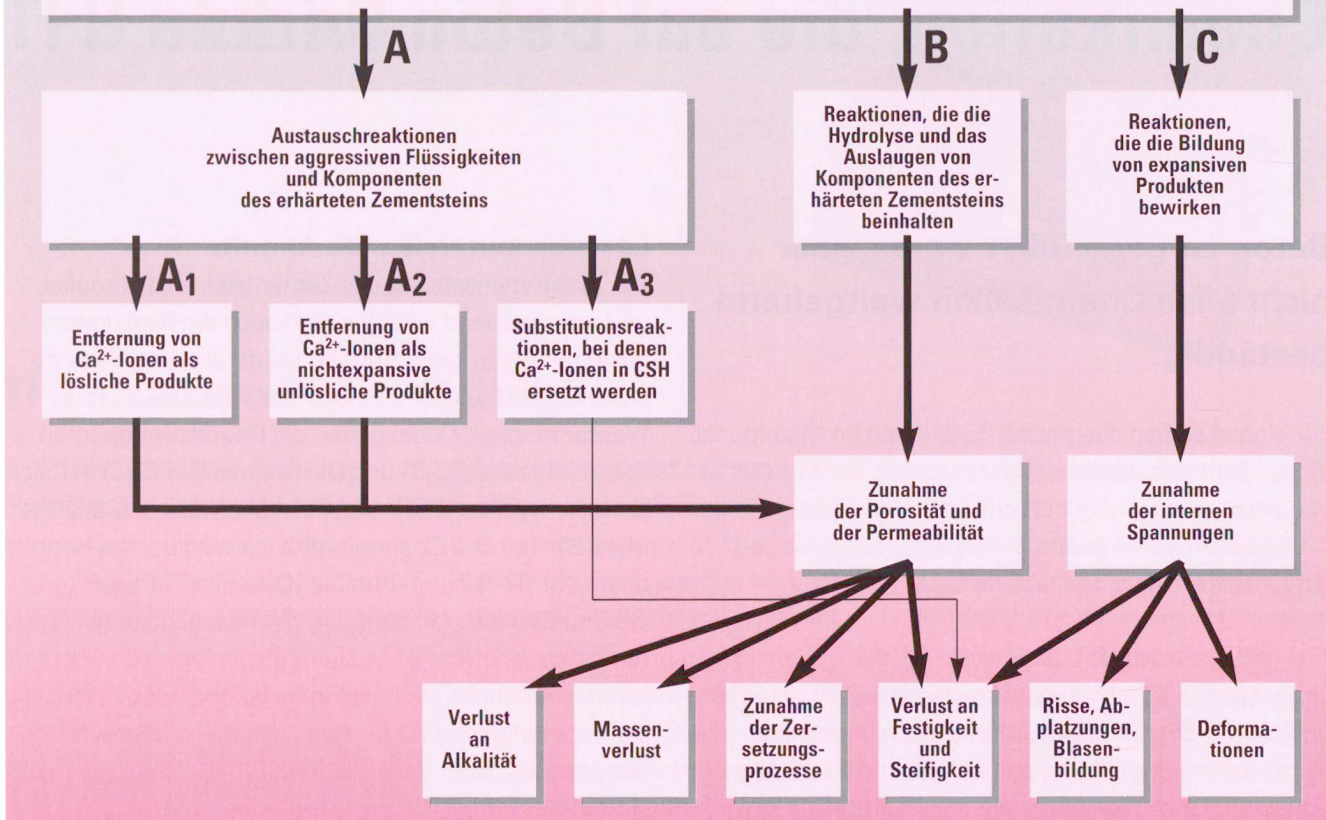 A
B
C
Austauschreaktionen
zwischen aggressiven Flüssigkeiten
und Komponenten
des erhärteten Zementsteins
Reaktionen, die die
Hydrolyse und das
Auslaugen von
Komponenten des er-
härteten Zementsteins
beinhalten
Reaktionen,
die die Bildung
von expansiven
Produkten
bewirken
A1
A2
A3
Entfernung von
Ca²⁺-Ionen als
lösliche Produkte
Entfernung von
Ca²⁺-Ionen als
nichtexpansive
unlösliche Produkte
Substitutionsreak-
tionen, bei denen
Ca²⁺-Ionen in CSH
ersetzt werden
Zunahme
der Porosität und
der Permeabilität
Zunahme
der internen
Spannungen
Verlust
an
Alkalität
Massen-
verlust
Zunahme
der Zer-
setzungs-
prozesse
Verlust an
Festigkeit
und
Steifigkeit
Risse, Ab-
platzungen,
Blasen-
bildung
Deforma-
tionen